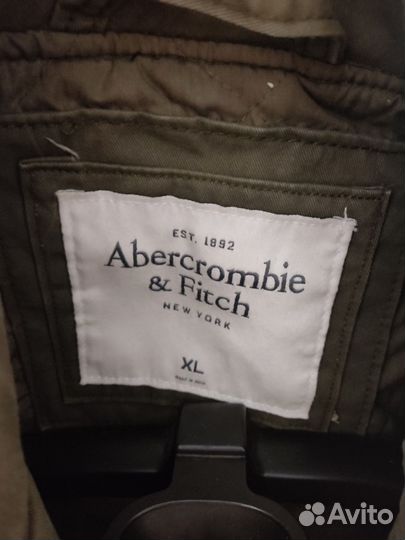 EST. 1892
Abercrombie
& Fitch
NEW YORK
XL
Avito